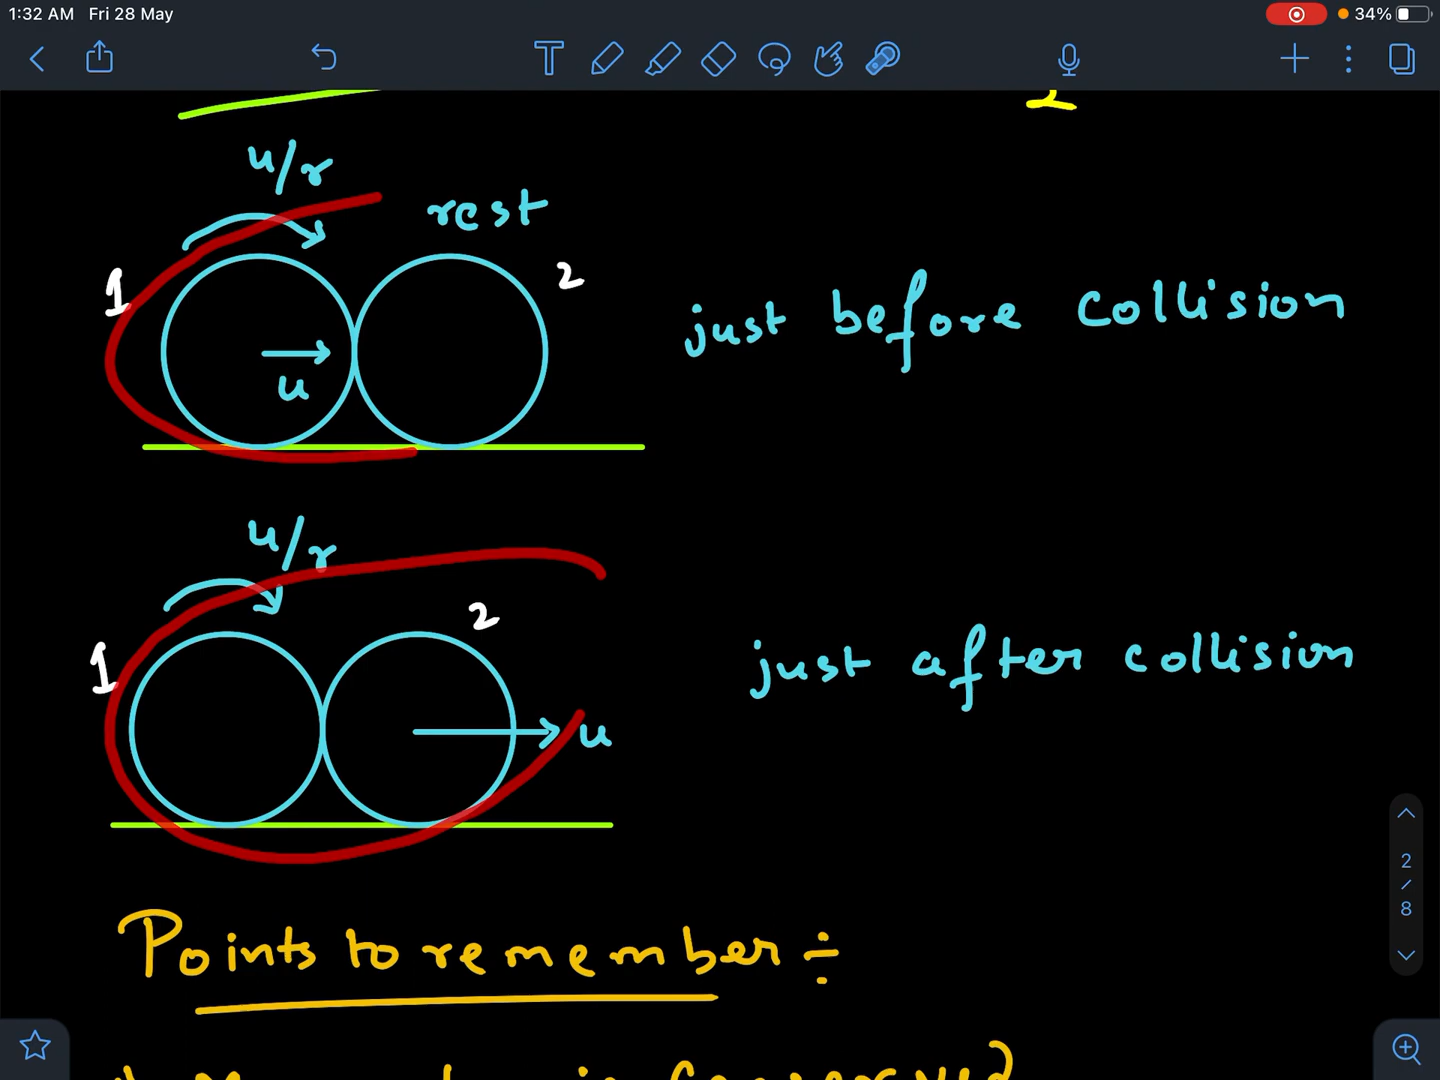 1:32 AM Fri 28 May
34%
T
u/r
rest
1
2
u
just before collision
u/r
1
2
u
just after collision
Points to remember ÷
2
/
8